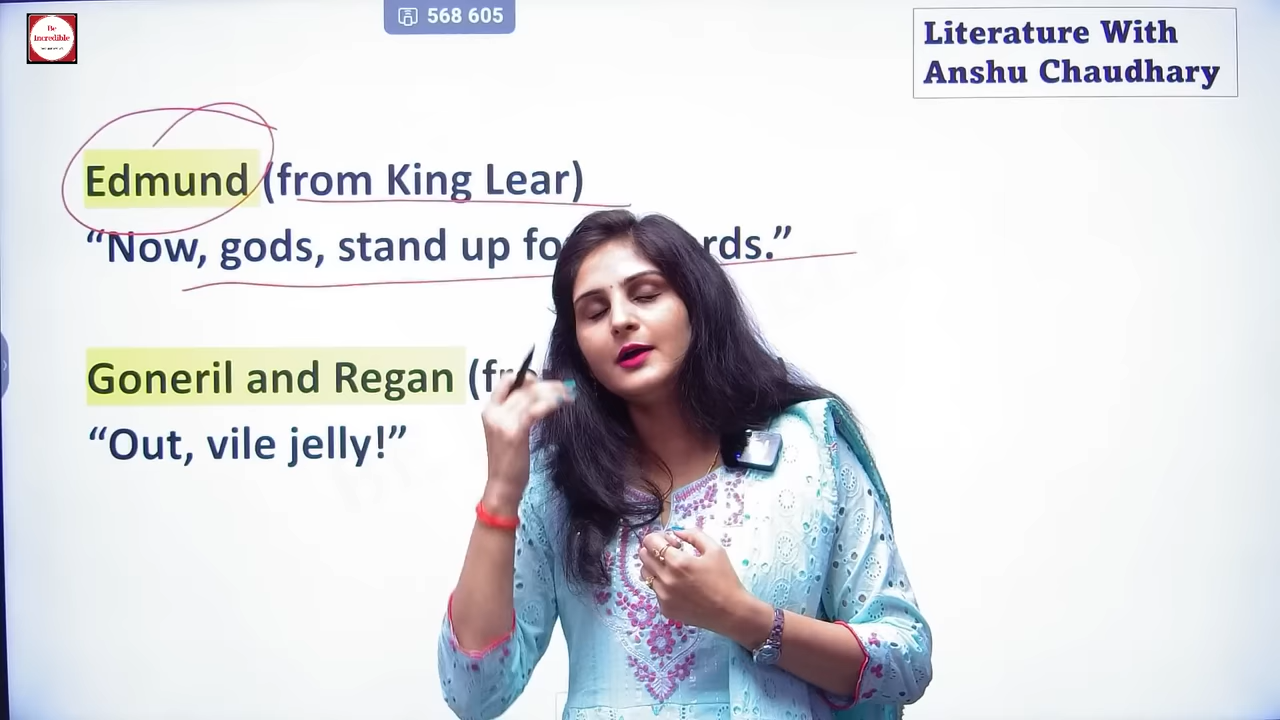 Be
Incredible
568 605
Literature With
Anshu Chaudhary
Edmund (from King Lear)
“Now, gods, stand up
Goneril and Regan
“Out, vile jelly!”